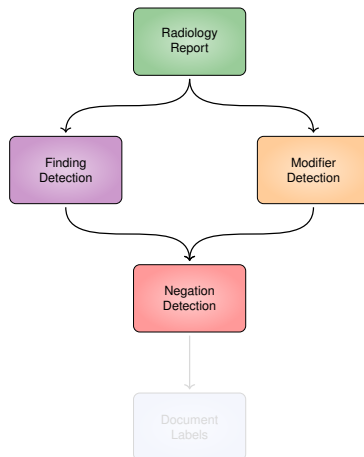 Radiology
Report
Finding
Detection
Modifier
Detection
Negation
Detection
Document
Labels